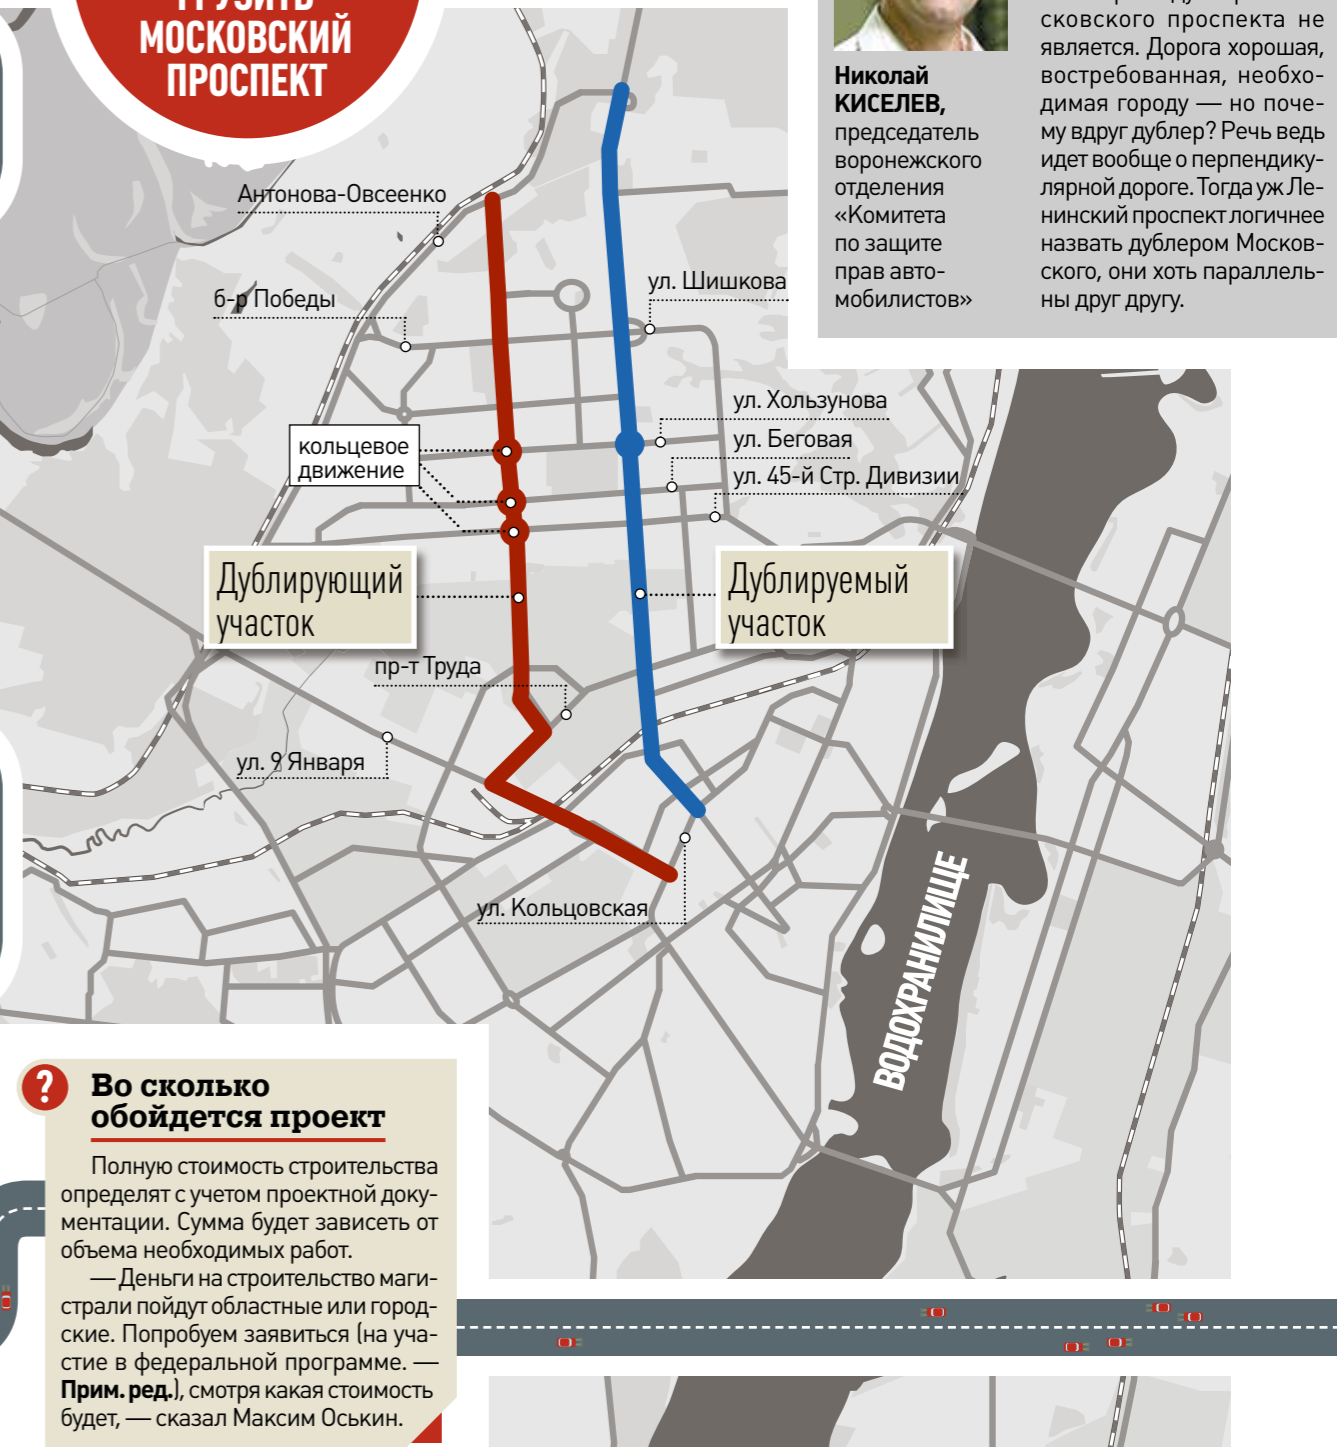 МОСКОВСКИЙ
ПРОСПЕКТ
Николай
КИСЕЛЕВ,
председатель
воронежского
отделения
«Комитета
по защите
прав авто-
мобилистов»
сковского проспекта не
является. Дорога хорошая,
востребованная, необхо-
димая городу — но поче-
му вдруг дублер? Речь ведь
идет вообще о перпендику-
лярной дороге. Тогда уж Ле-
нинский проспект логичнее
назвать дублером Москов-
ского, они хоть параллель-
ны друг другу.
Антонова-Овсеенко
б-р Победы
ул. Шишкова
ул. Хользунова
ул. Беговая
ул. 45-й Стр. Дивизии
кольцевое
движение
Дублирующий
участок
Дублируемый
участок
пр-т Труда
ул. 9 Января
ул. Кольцовская
ВОДОХРАНИЛИЩЕ
?
Во сколько
обойдется проект
Полную стоимость строительства
определят с учетом проектной доку-
ментации. Сумма будет зависеть от
объема необходимых работ.
— Деньги на строительство маги-
страли пойдут областные или город-
ские. Попробуем заявиться (на уча-
стие в федеральной программе. —
Прим. ред.), смотря какая стоимость
будет, — сказал Максим Оськин.